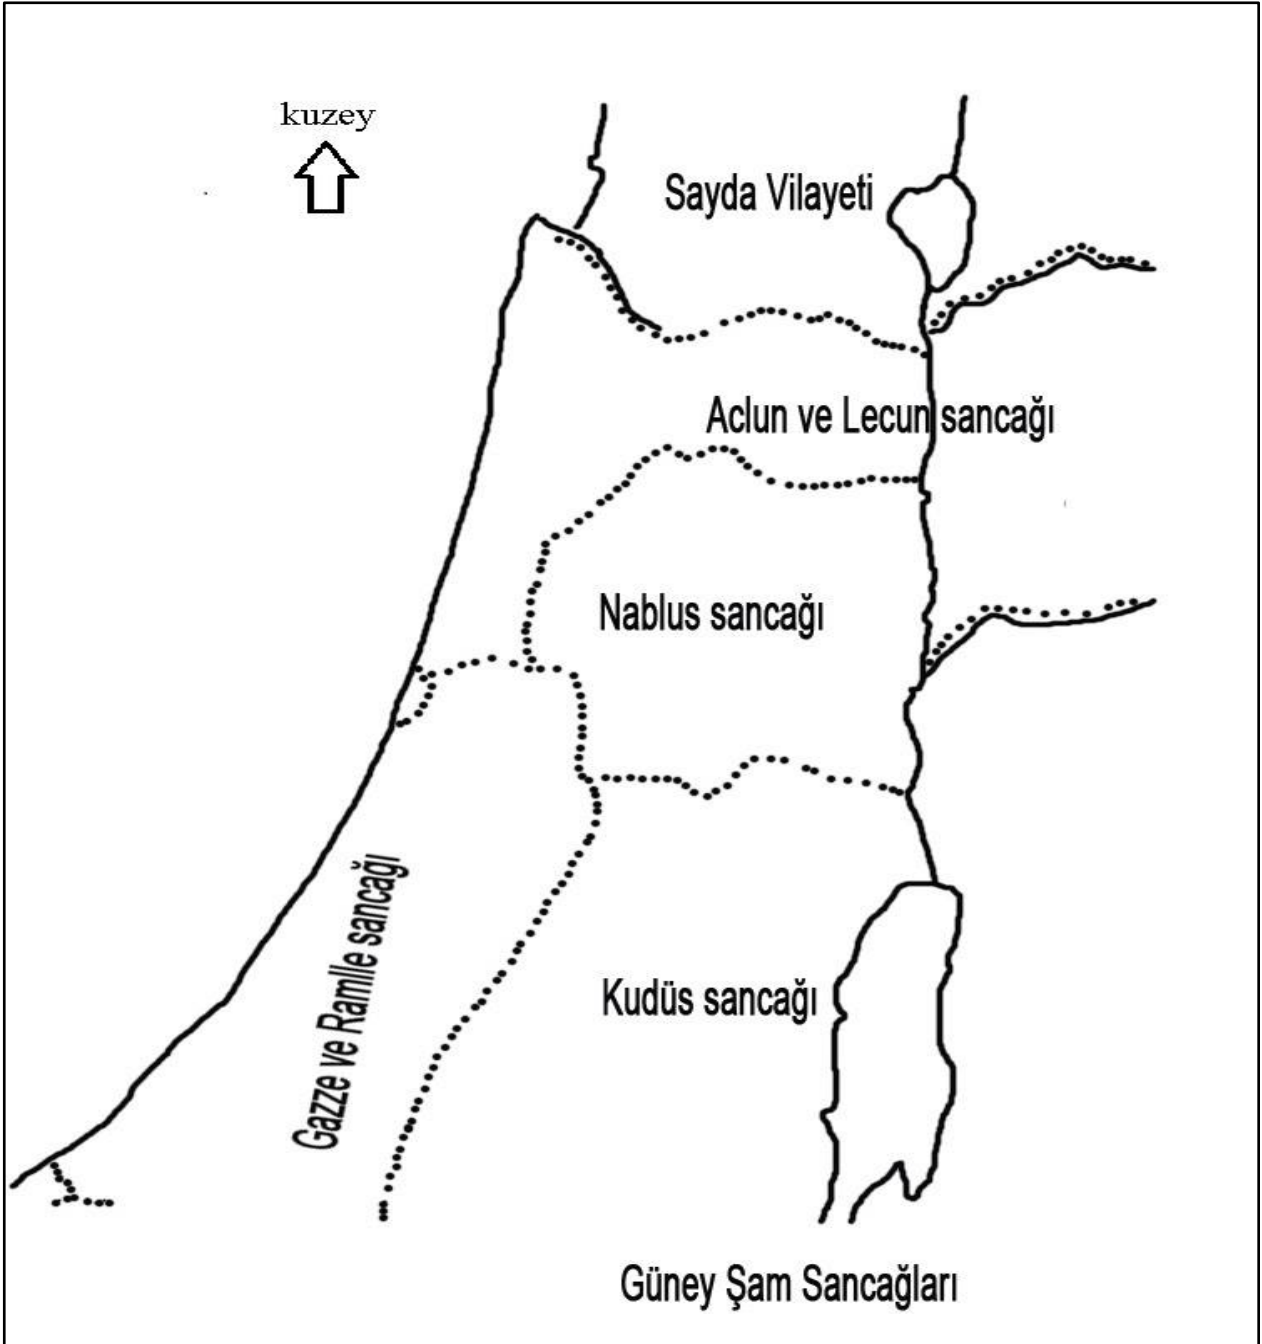 kuzey
Sayda Vilayeti
Aclun ve Lecun sancağı
Nablus sancağı
Gazze ve Ramlle sancağı
Kudüs sancağı
Güney Şam Sancağları